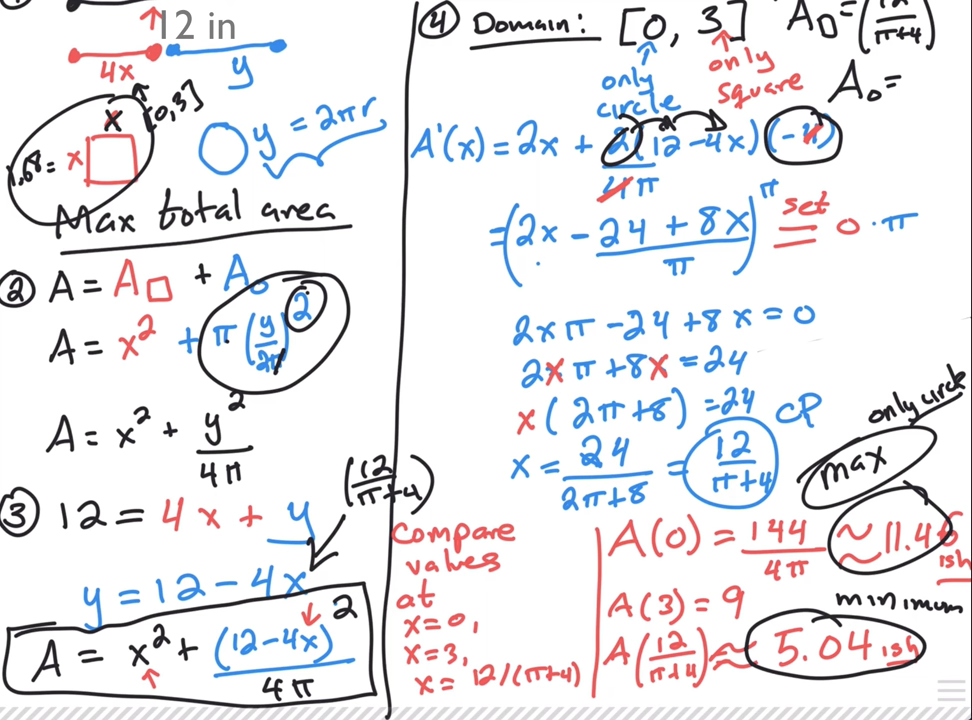 12 in
4x
y
x [0,3]
1.68 = x
y = 2πr
Max total area
② A = A□ + A○
A = x² + π(y/2π)²
A = x² + y²/4π
(12/π+4)
③ 12 = 4x + y
y = 12 - 4x
A = x² + (12-4x)²/4π
④ Domain: [0, 3]
only circle
only square
A□ = (12/π+4)
A○ =
A'(x) = 2x + 2(12-4x)(-4)/4π
= (2x - 24 + 8x/π)π set = 0 · π
2xπ - 24 + 8x = 0
2xπ + 8x = 24
x(2π+8) = 24
x = 24/2π+8 = 12/π+4 CP
only circle
max
Compare
values
at
x=0,
x=3,
x= 12/(π+4)
A(0) = 144/4π ≈ 11.46 ish
A(3) = 9
minimum
A(12/π+4) ≈ 5.04 ish